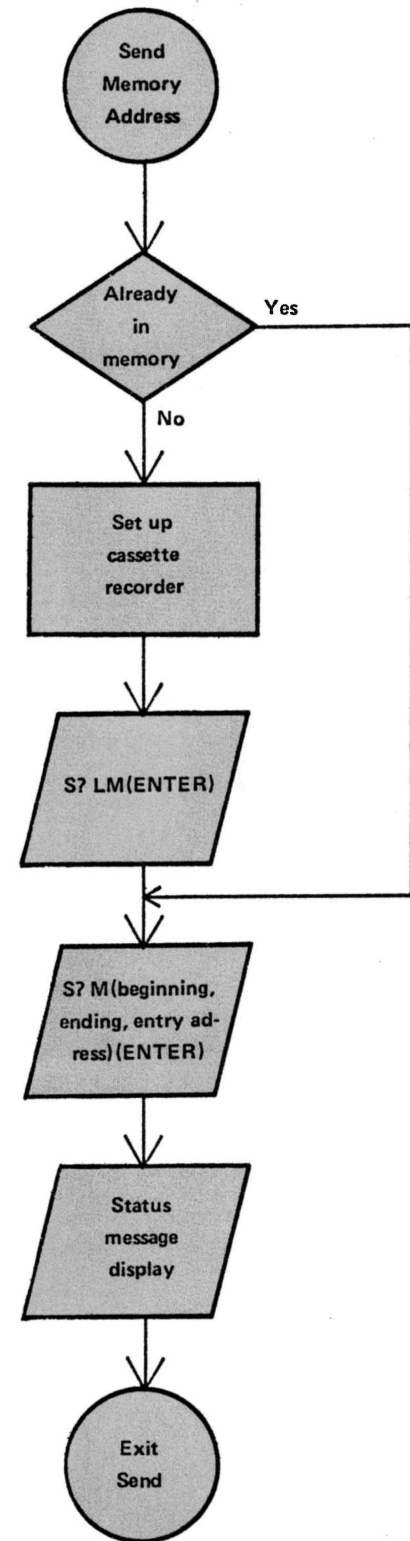 Send
Memory
Address
Already
in
memory
Yes
No
Set up
cassette
recorder
S? LM(ENTER)
S? M(beginning,
ending, entry ad-
ress)(ENTER)
Status
message
display
Exit
Send